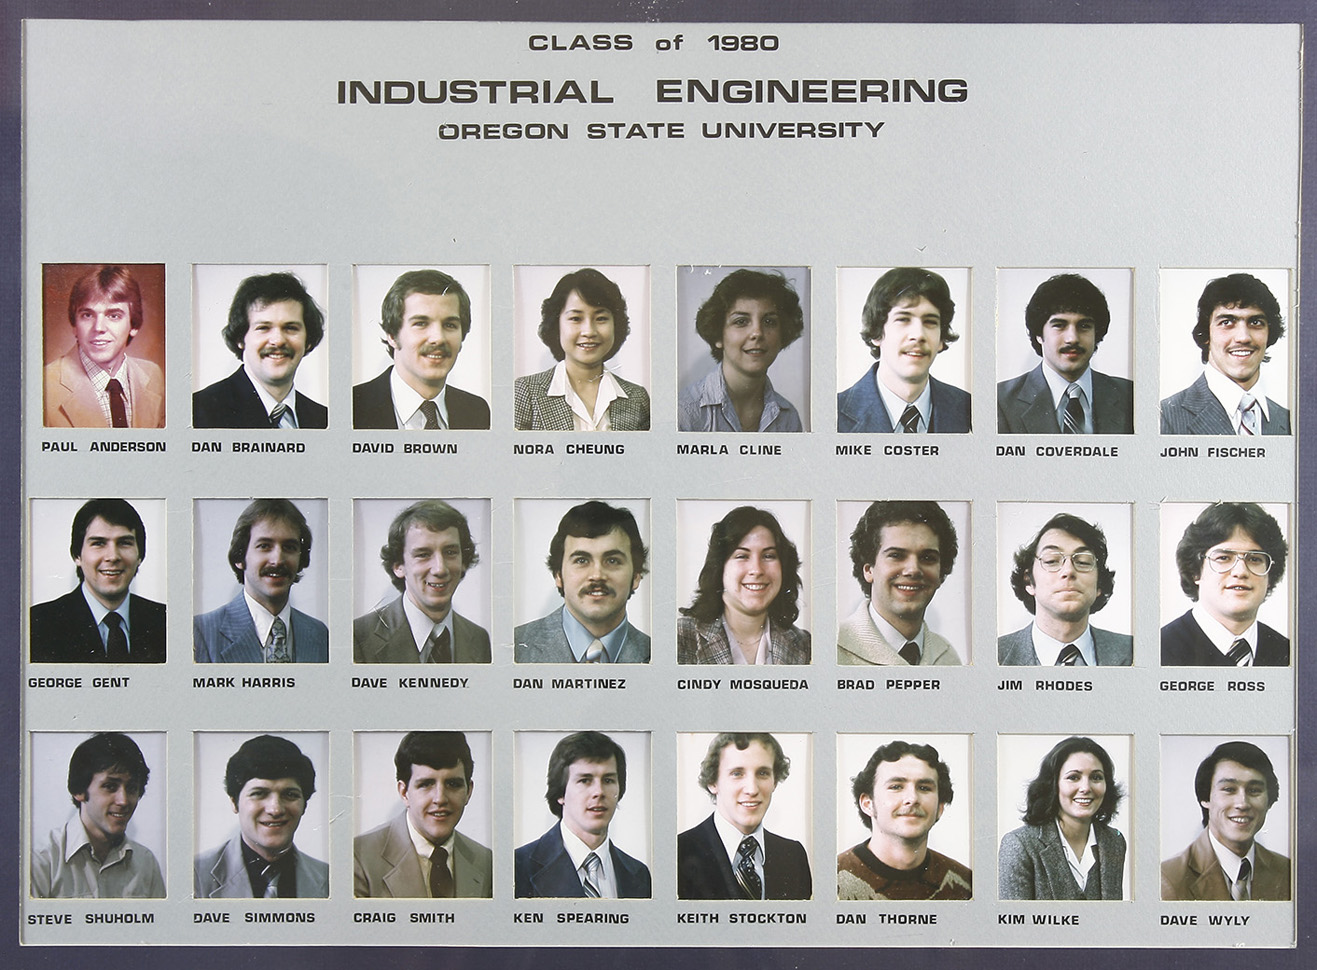 CLASS of 1980
INDUSTRIAL ENGINEERING
OREGON STATE UNIVERSITY
PAUL ANDERSON DAN BRAINARD DAVID BROWN NORA CHEUNG MARLA CLINE MIKE COSTER DAN COVERDALE JOHN FISCHER
GEORGE GENT MARK HARRIS DAVE KENNEDY DAN MARTINEZ CINDY MOSQUEDA BRAD PEPPER JIM RHODES GEORGE ROSS
STEVE SHUHOLM DAVE SIMMONS CRAIG SMITH KEN SPEARING KEITH STOCKTON DAN THORNE KIM WILKE DAVE WYLY